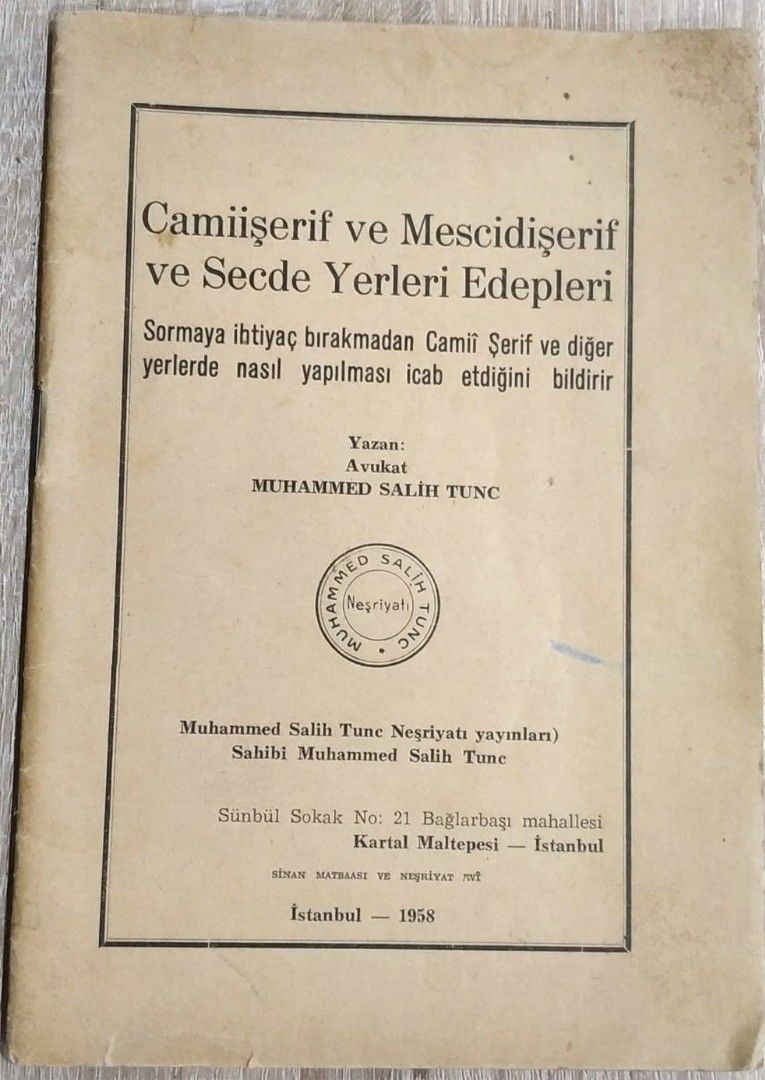 Camiişerif ve Mescidişerif
ve Secde Yerleri Edepleri
Sormaya ihtiyaç bırakmadan Camiî Şerif ve diğer
yerlerde nasıl yapılması icab etdiğini bildirir
Yazan:
Avukat
MUHAMMED SALİH TUNC
MUHAMMED SALİH TUNC
Neşriyatı
Muhammed Salih Tunc Neşriyatı yayınları)
Sahibi Muhammed Salih Tunc
Sünbül Sokak No: 21 Bağlarbaşı mahallesi
Kartal Maltepesi — İstanbul
SİNAN MATBAASI VE NEŞRİYAT
İstanbul — 1958